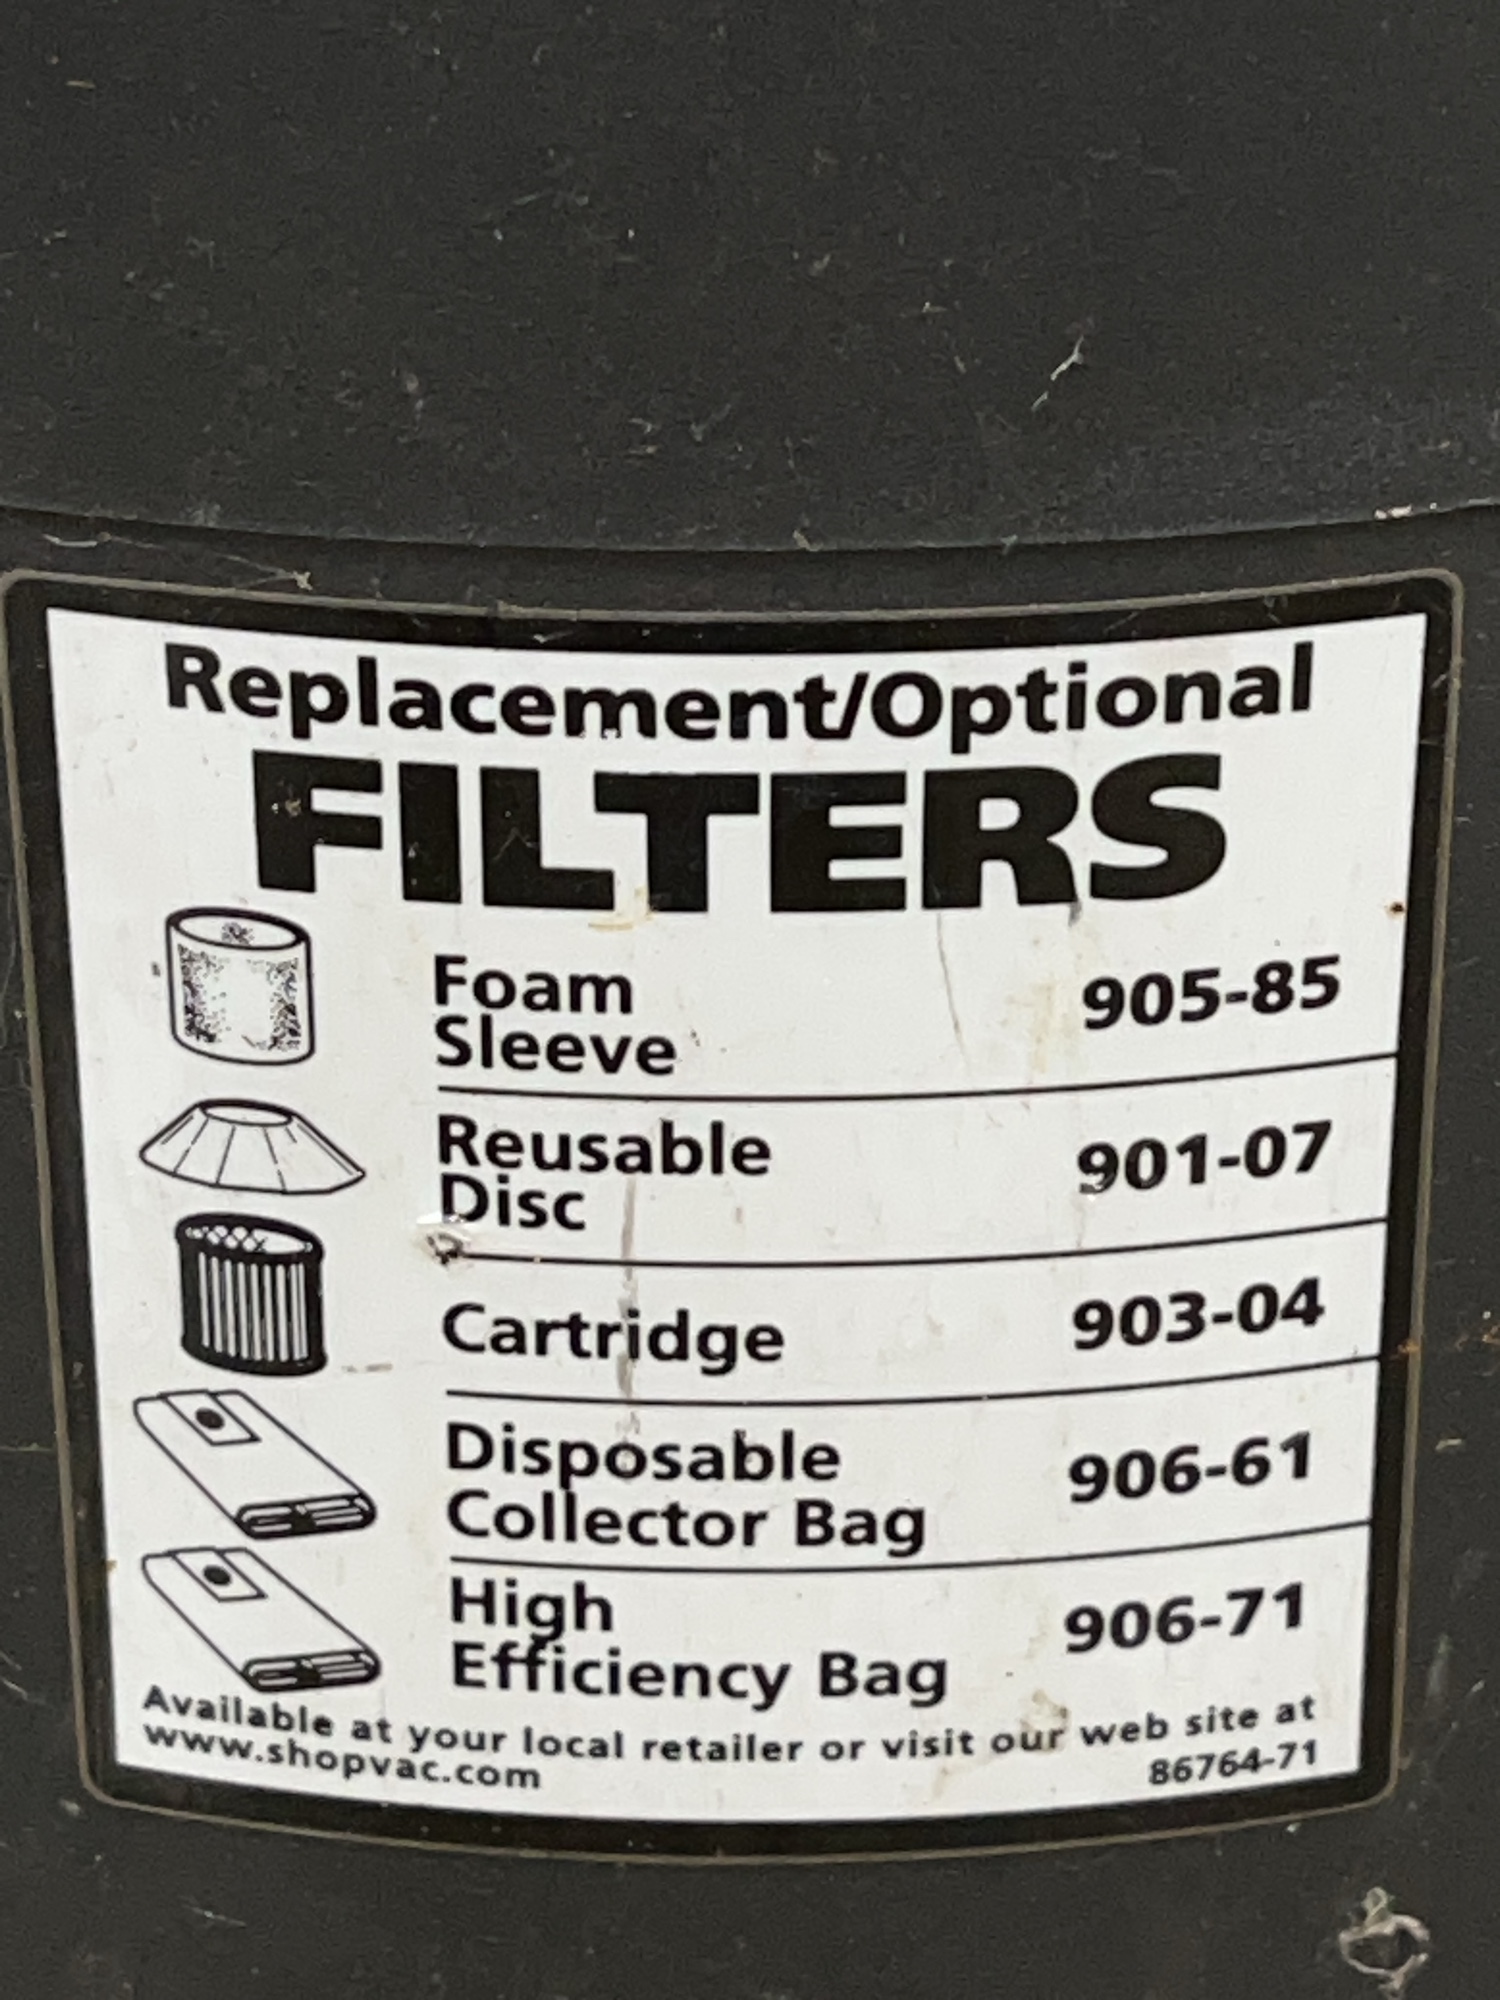 Replacement/Optional
FILTERS
Foam
Sleeve
905-85
Reusable
Disc
901-07
Cartridge
903-04
Disposable
Collector Bag
906-61
High
Efficiency Bag
906-71
Available at your local retailer or visit our web site at
www.shopvac.com
86764-71